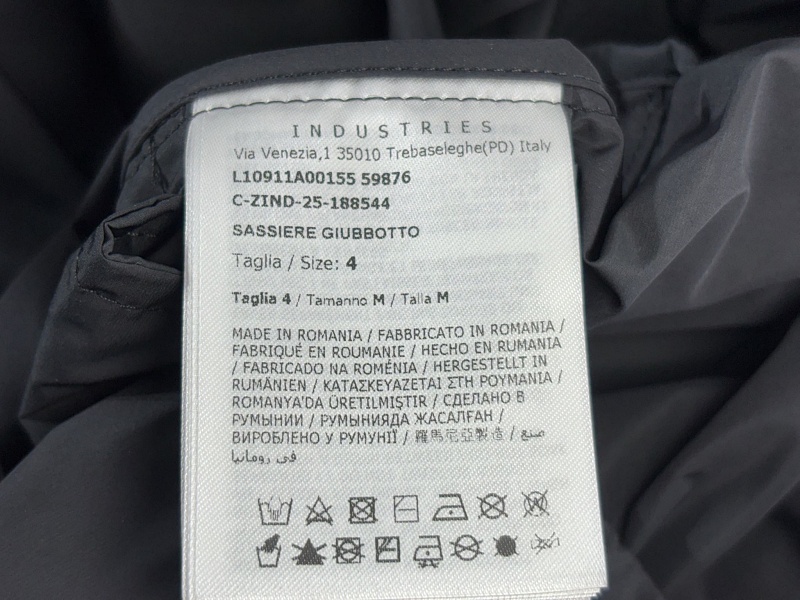 INDUSTRIES
Via Venezia,1 35010 Trebaseleghe(PD) Italy
L10911A00155 59876
C-ZIND-25-188544
SASSIERE GIUBBOTTO
Taglia / Size: 4
Taglia 4 / Tamanho M / Talla M
MADE IN ROMANIA / FABBRICATO IN ROMANIA /
FABRIQUÉ EN ROUMANIE / HECHO EN RUMANIA
/ FABRICADO NA ROMÉNIA / HERGESTELLT IN
RUMÄNIEN / ΚΑΤΑΣΚΕΥΑΖΕΤΑΙ ΣΤΗ ΡΟΥΜΑΝΙΑ /
ROMANYA'DA ÜRETILMIŞTIR / СДЕЛАНО В
РУМЫНИИ / РУМЫНИЯДА ЖАСАЛҒАН /
ВИРОБЛЕНО У РУМУНІЇ / 羅馬尼亞製造 / صنع
في رومانيا